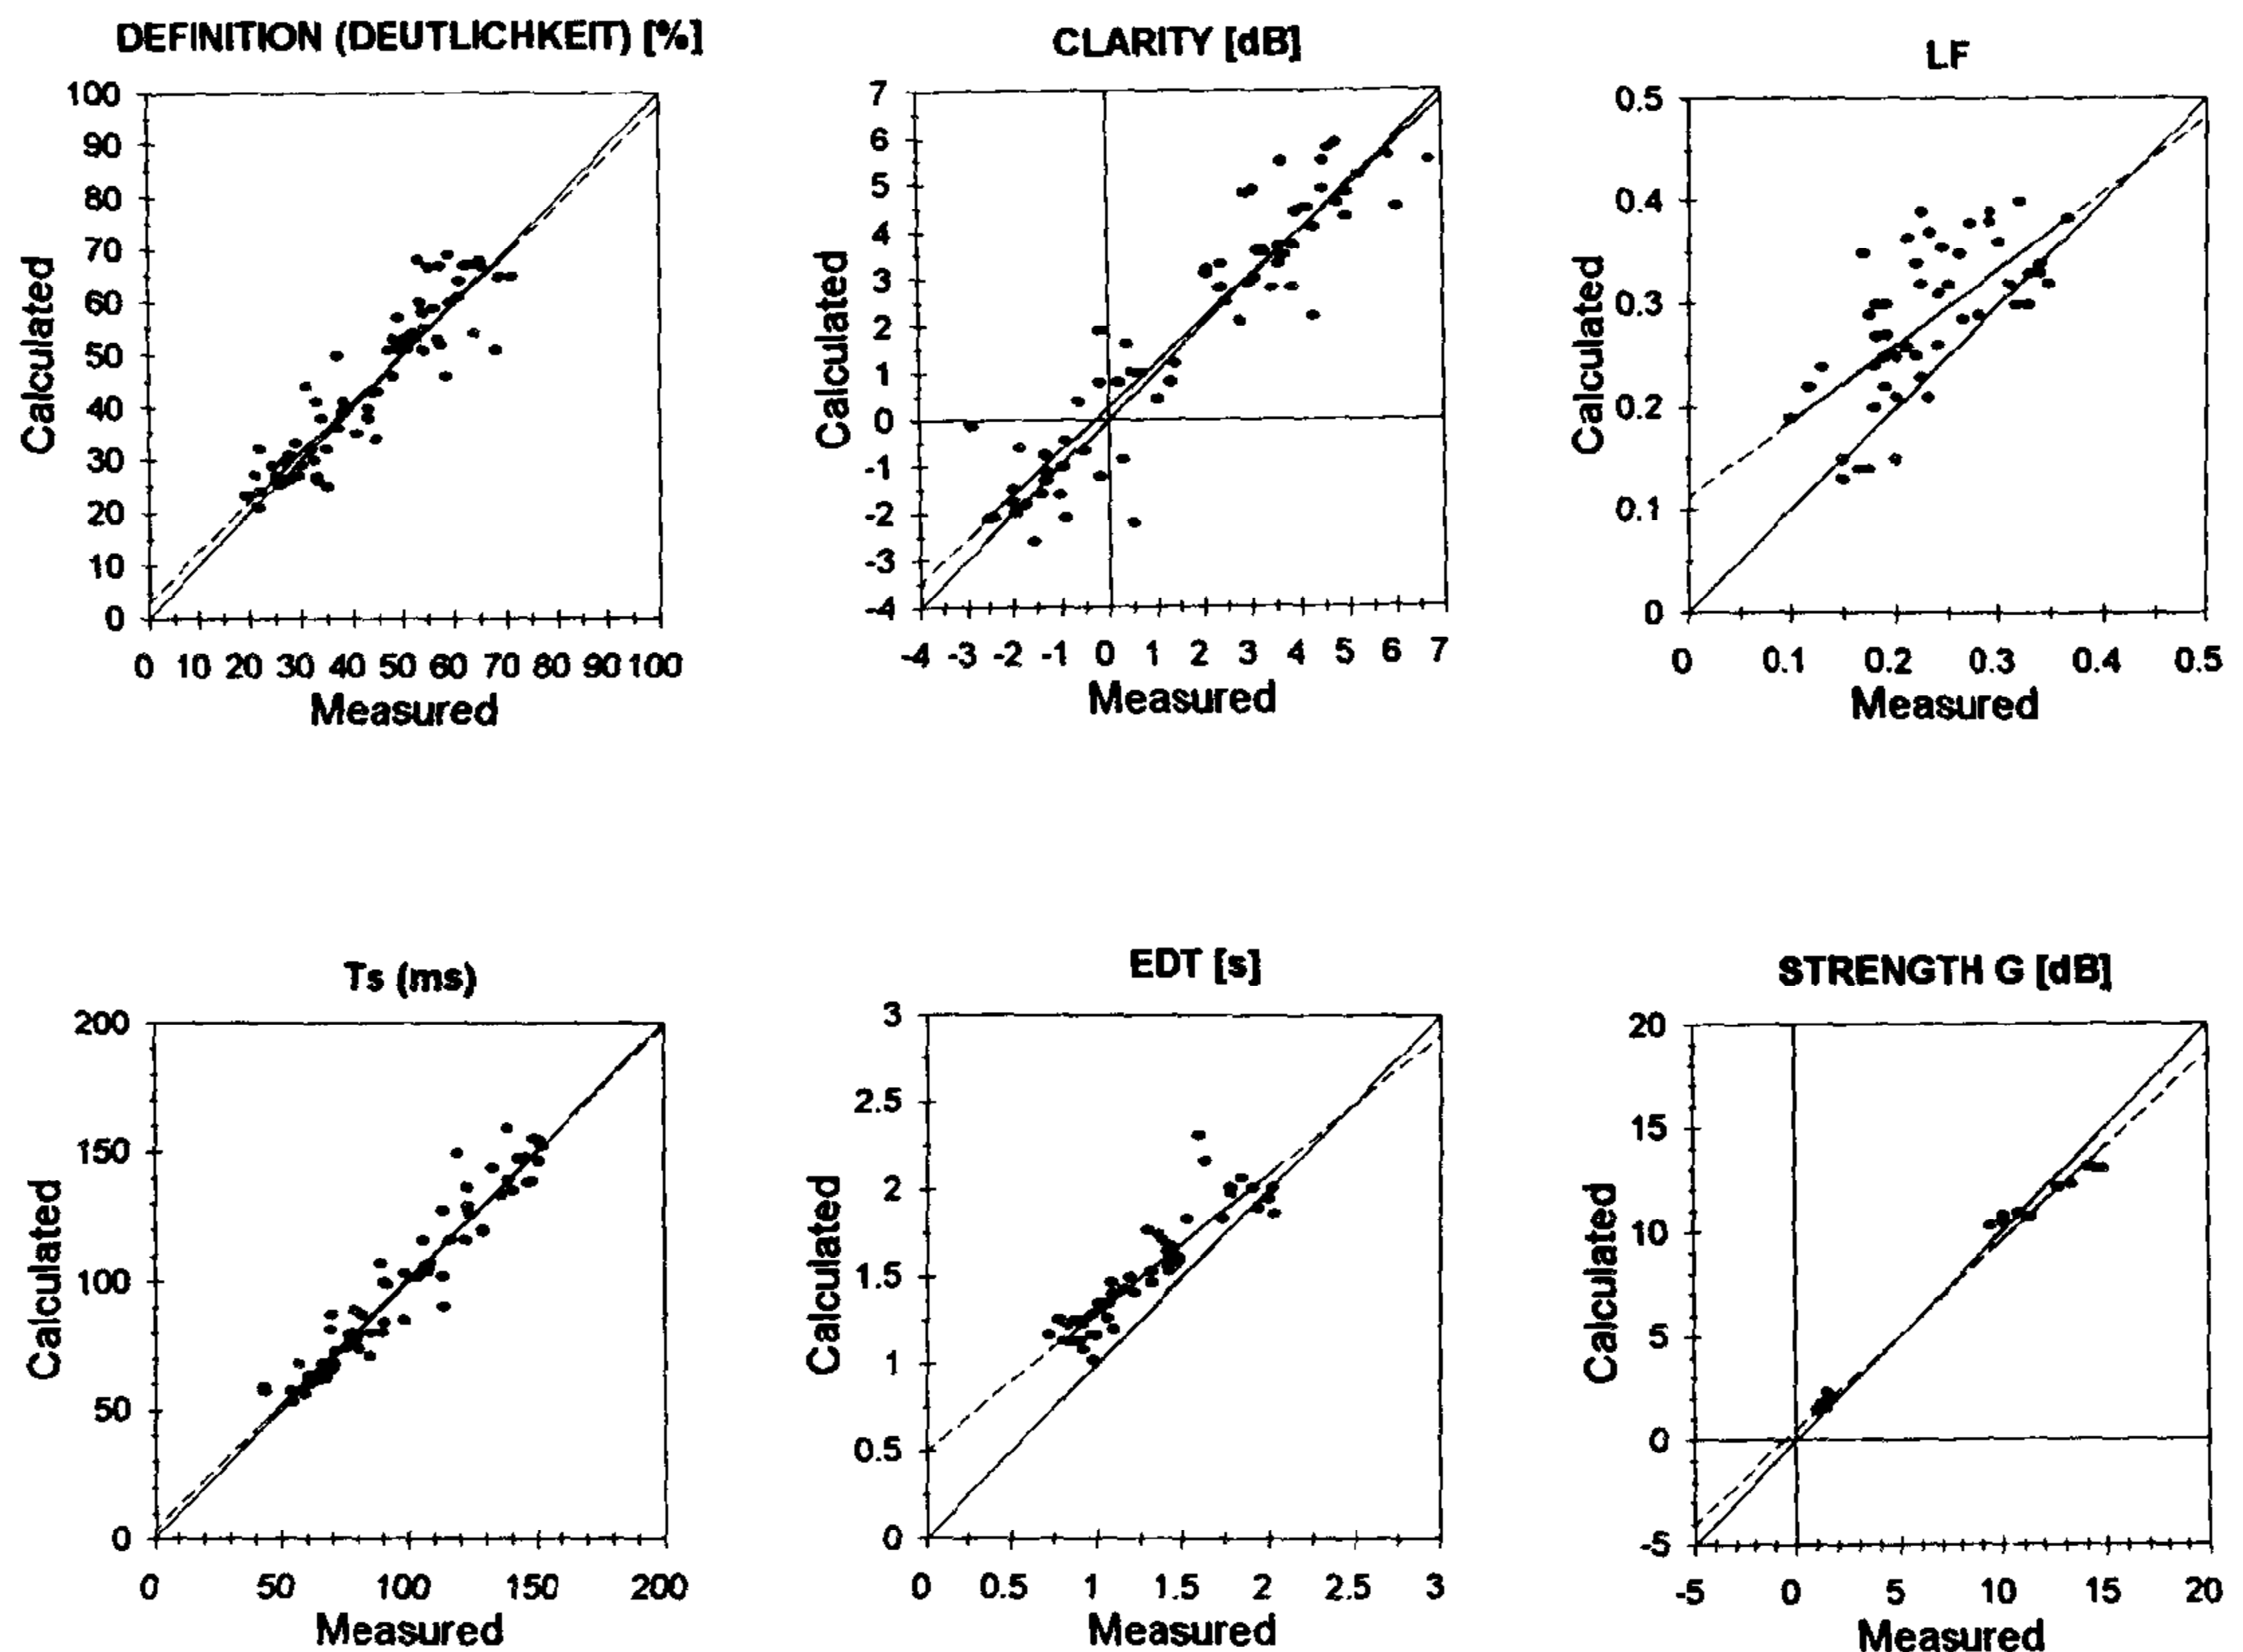 DEFINITION (DEUTLICHKEIT) [%]
100
90
80
70
60
50
40
30
20
10
0
Calculated
0 10 20 30 40 50 60 70 80 90 100
Measured
CLARITY [dB]
7
6
5
4
3
2
1
0
-1
-2
-3
-4
Calculated
-4 -3 -2 -1 0 1 2 3 4 5 6 7
Measured
LF
0.5
0.4
0.3
0.2
0.1
0
Calculated
0 0.1 0.2 0.3 0.4 0.5
Measured
Ts (ms)
200
150
100
50
0
Calculated
0 50 100 150 200
Measured
EDT [s]
3
2.5
2
1.5
1
0.5
0
Calculated
0 0.5 1 1.5 2 2.5 3
Measured
STRENGTH G [dB]
20
15
10
5
0
-5
Calculated
-5 0 5 10 15 20
Measured